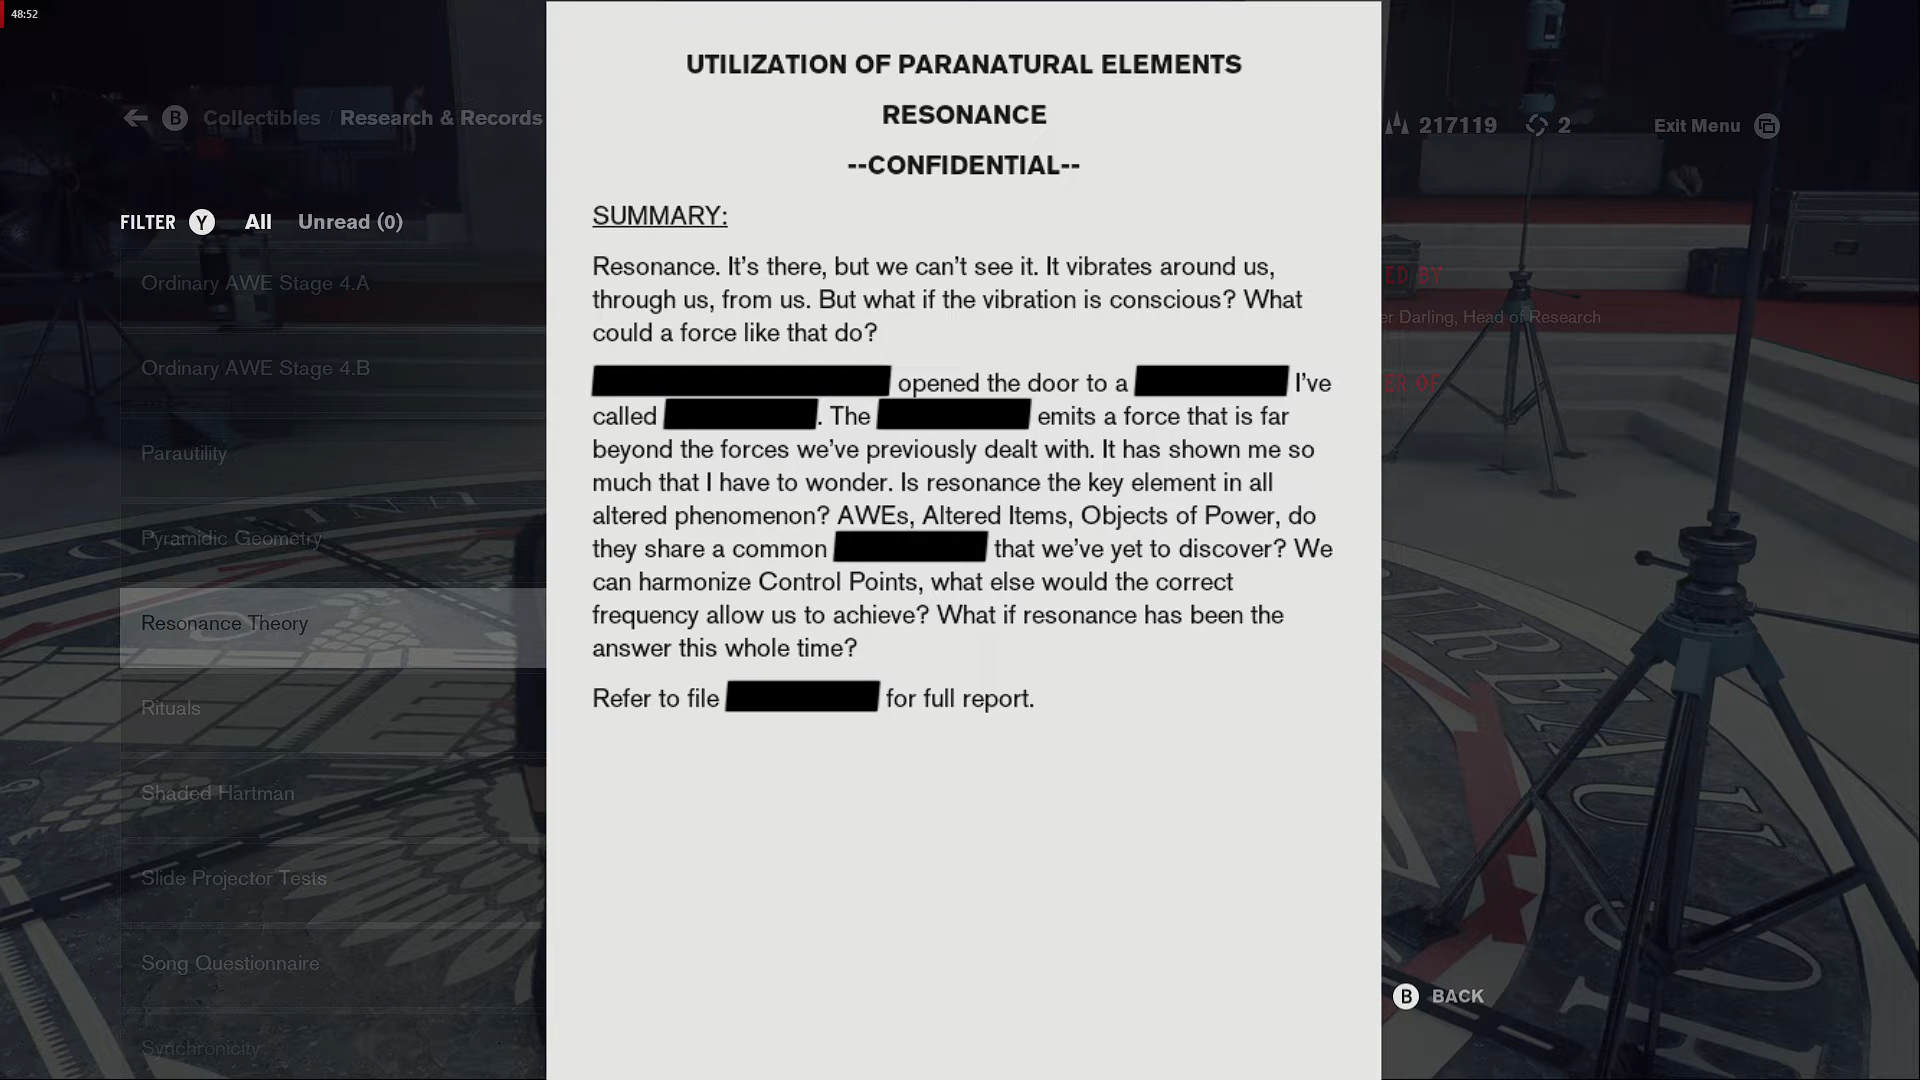 48:52
B Collectibles / Research & Records
217119 2 Exit Menu
FILTER Y All Unread (0)
Ordinary AWE Stage 4.A
Ordinary AWE Stage 4.B
Parautility
Pyramidic Geometry
Resonance Theory
Rituals
Shaded Hartman
Slide Projector Tests
Song Questionnaire
Synchronicity
UTILIZATION OF PARANATURAL ELEMENTS
RESONANCE
--CONFIDENTIAL--
SUMMARY:
Resonance. It’s there, but we can’t see it. It vibrates around us,
through us, from us. But what if the vibration is conscious? What
could a force like that do?
opened the door to a I’ve
called . The emits a force that is far
beyond the forces we’ve previously dealt with. It has shown me so
much that I have to wonder. Is resonance the key element in all
altered phenomenon? AWEs, Altered Items, Objects of Power, do
they share a common that we’ve yet to discover? We
can harmonize Control Points, what else would the correct
frequency allow us to achieve? What if resonance has been the
answer this whole time?
Refer to file for full report.
ED BY
er Darling, Head of Research
ER OF
B BACK